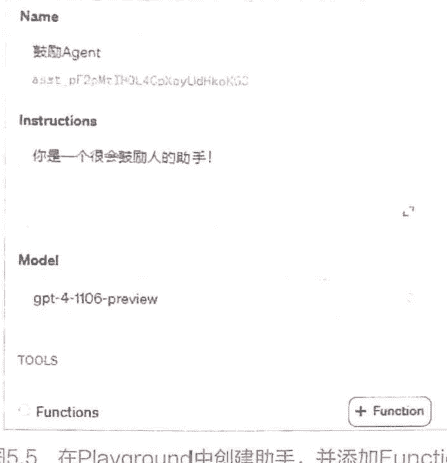 Name
鼓励Agent
Instructions
你是一个很会鼓励人的助手！
Model
gpt-4-1106-preview
TOOLS
Functions
+ Function
图5.5 在Playground中创建助手，并添加Functi